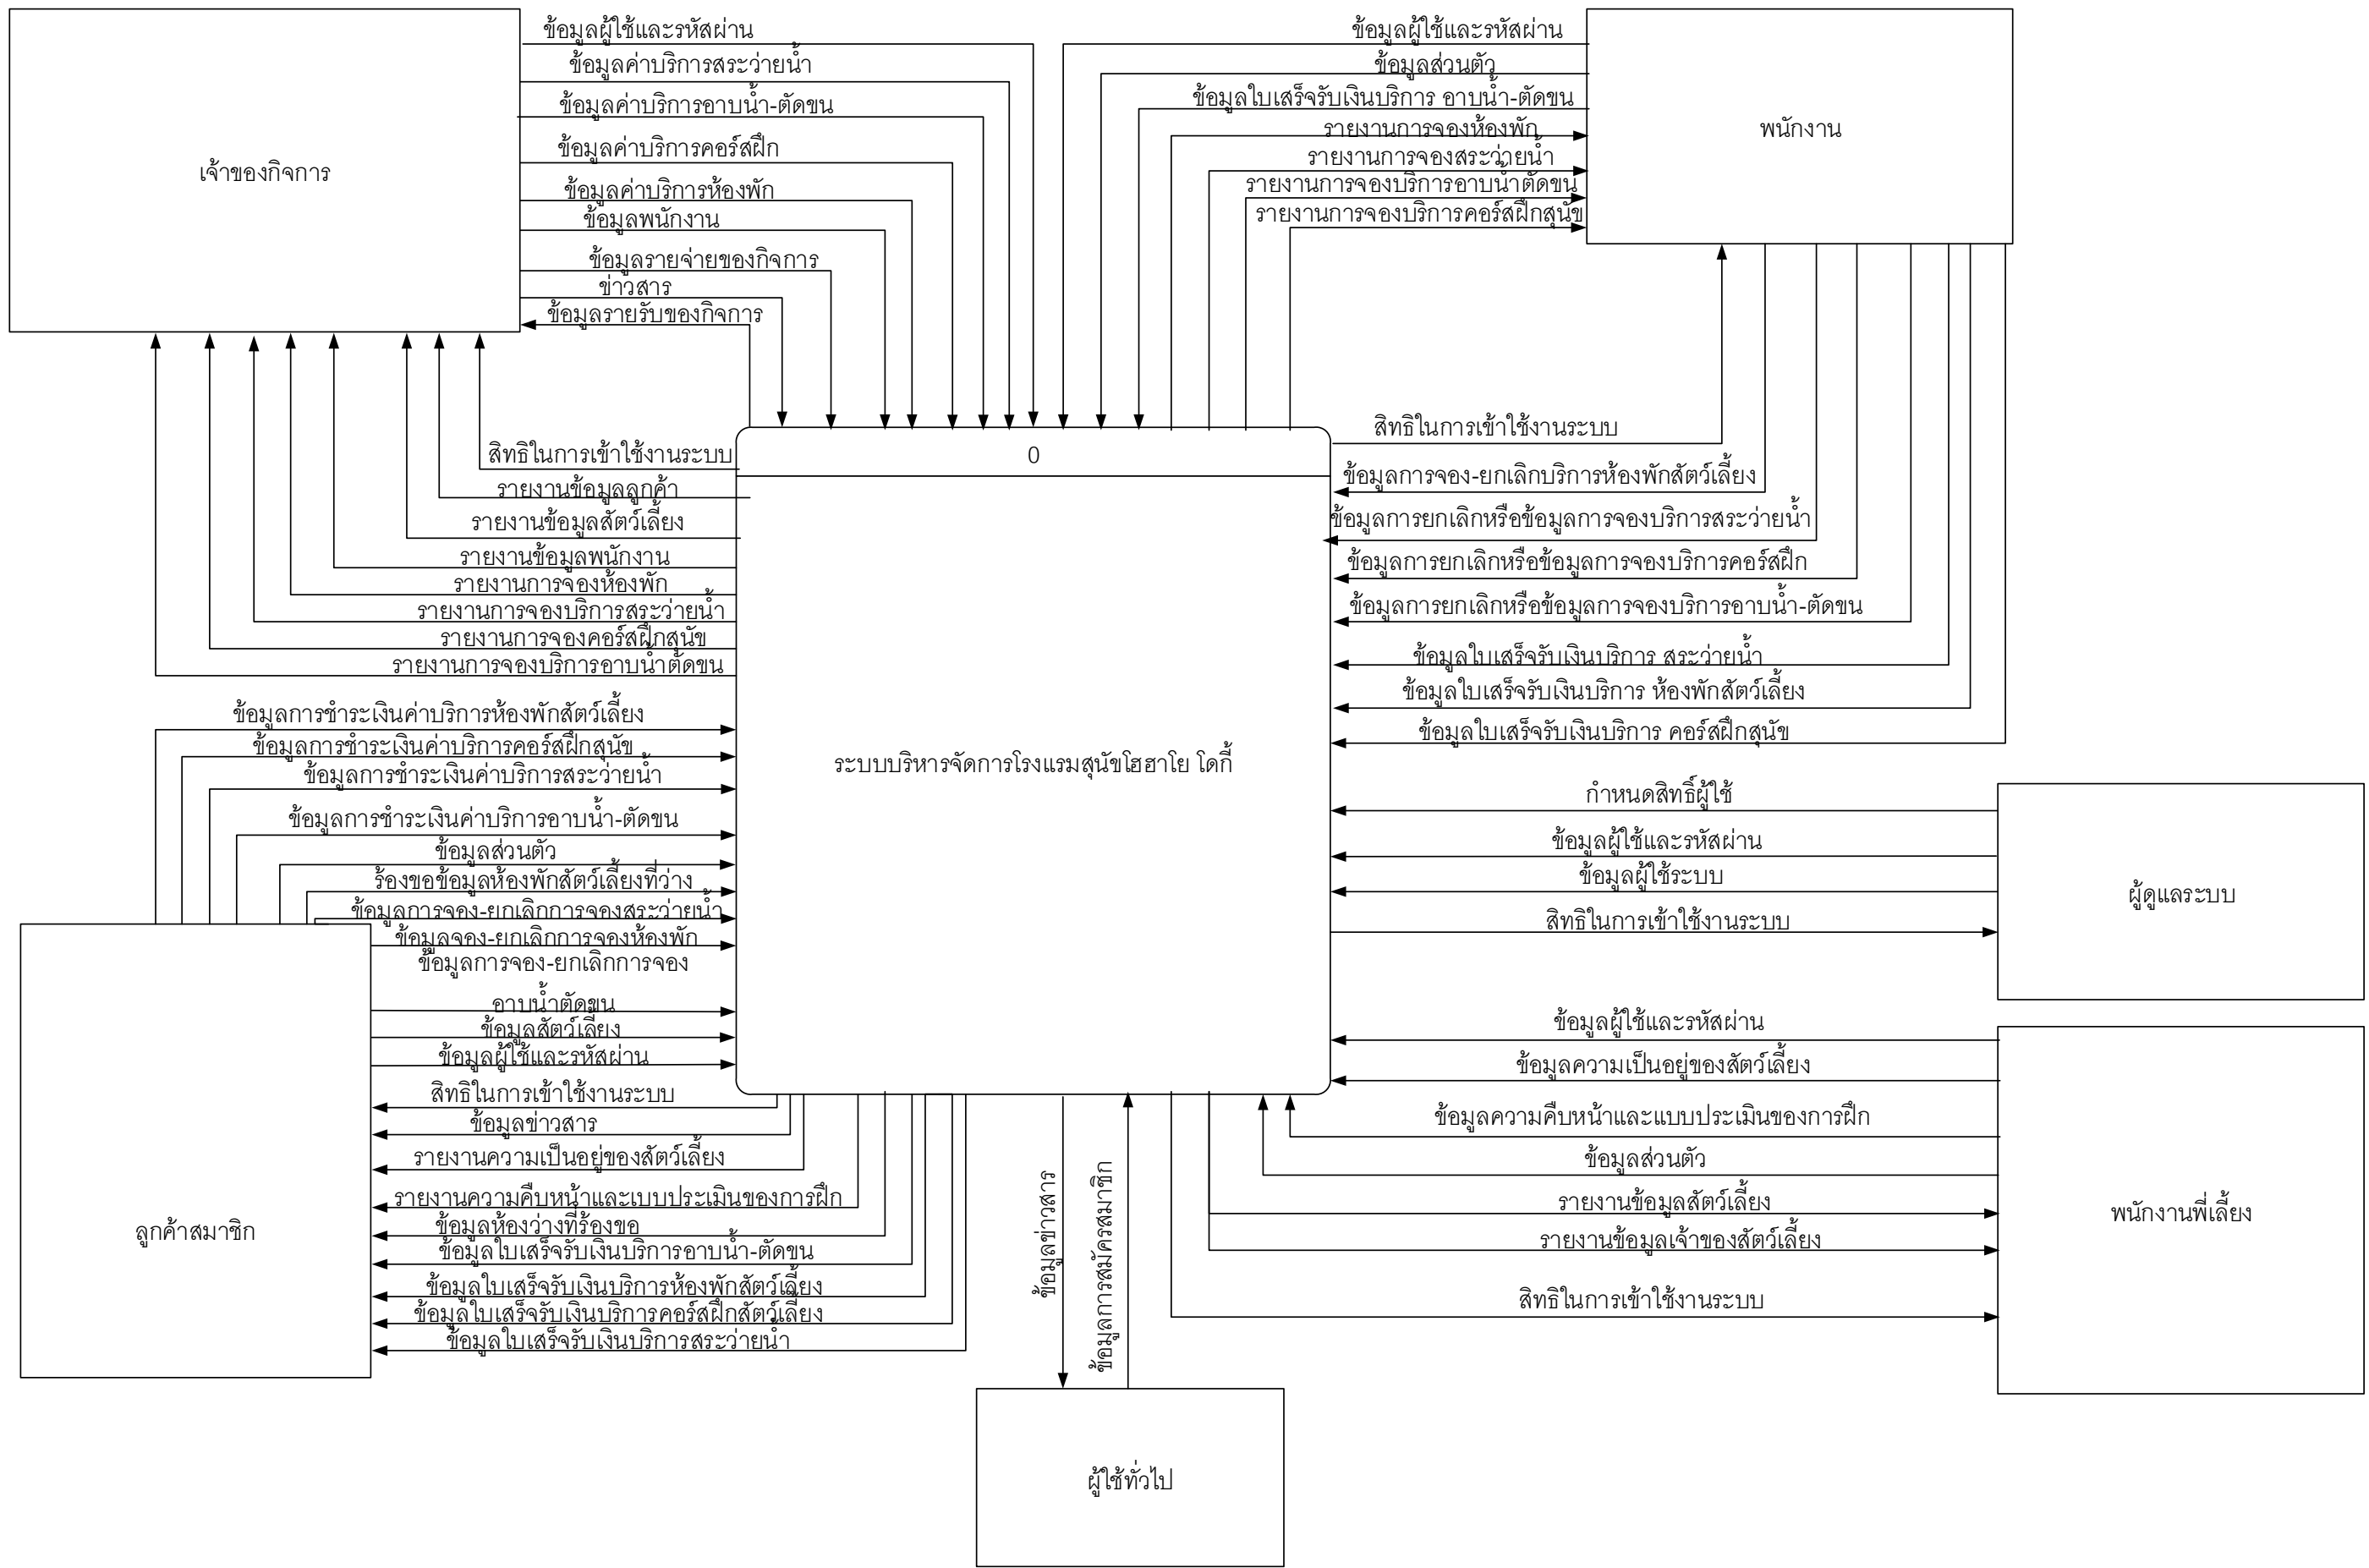 เจ้าของกิจการ
ข้อมูลผู้ใช้และรหัสผ่าน
ข้อมูลค่าบริการสระว่ายน้ำ
ข้อมูลค่าบริการอาบน้ำ-ตัดขน
ข้อมูลค่าบริการคอร์สฝึก
ข้อมูลค่าบริการห้องพัก
ข้อมูลพนักงาน
ข้อมูลรายจ่ายของกิจการ
ข่าวสาร
ข้อมูลรายรับของกิจการ
ข้อมูลผู้ใช้และรหัสผ่าน
ข้อมูลส่วนตัว
ข้อมูลใบเสร็จรับเงินบริการ อาบน้ำ-ตัดขน
รายงานการจองห้องพัก
รายงานการจองสระว่ายน้ำ
รายงานการจองบริการอาบน้ำตัดขน
รายงานการจองบริการคอร์สฝึกสุนัข
พนักงาน
สิทธิในการเข้าใช้งานระบบ
รายงานข้อมูลลูกค้า
รายงานข้อมูลสัตว์เลี้ยง
รายงานข้อมูลพนักงาน
รายงานการจองห้องพัก
รายงานการจองบริการสระว่ายน้ำ
รายงานการจองคอร์สฝึกสุนัข
รายงานการจองบริการอาบน้ำตัดขน
0
ระบบบริหารจัดการโรงแรมสุนัขโฮฮาโย โดกี้
สิทธิในการเข้าใช้งานระบบ
ข้อมูลการจอง-ยกเลิกบริการห้องพักสัตว์เลี้ยง
ข้อมูลการยกเลิกหรือข้อมูลการจองบริการสระว่ายน้ำ
ข้อมูลการยกเลิกหรือข้อมูลการจองบริการคอร์สฝึก
ข้อมูลการยกเลิกหรือข้อมูลการจองบริการอาบน้ำ-ตัดขน
ข้อมูลใบเสร็จรับเงินบริการ สระว่ายน้ำ
ข้อมูลใบเสร็จรับเงินบริการ ห้องพักสัตว์เลี้ยง
ข้อมูลใบเสร็จรับเงินบริการ คอร์สฝึกสุนัข
ข้อมูลการชำระเงินค่าบริการห้องพักสัตว์เลี้ยง
ข้อมูลการชำระเงินค่าบริการคอร์สฝึกสุนัข
ข้อมูลการชำระเงินค่าบริการสระว่ายน้ำ
ข้อมูลการชำระเงินค่าบริการอาบน้ำ-ตัดขน
ข้อมูลส่วนตัว
ร้องขอข้อมูลห้องพักสัตว์เลี้ยงที่ว่าง
ข้อมูลการจอง-ยกเลิกการจองสระว่ายน้ำ
ข้อมูลจอง-ยกเลิกการจองห้องพัก
ข้อมูลการจอง-ยกเลิกการจอง
อาบน้ำตัดขน
ข้อมูลสัตว์เลี้ยง
ข้อมูลผู้ใช้และรหัสผ่าน
สิทธิในการเข้าใช้งานระบบ
ข้อมูลข่าวสาร
รายงานความเป็นอยู่ของสัตว์เลี้ยง
รายงานความคืบหน้าและเบบประเมินของการฝึก
ข้อมูลห้องว่างที่ร้องขอ
ข้อมูลใบเสร็จรับเงินบริการอาบน้ำ-ตัดขน
ข้อมูลใบเสร็จรับเงินบริการห้องพักสัตว์เลี้ยง
ข้อมูลใบเสร็จรับเงินบริการคอร์สฝึกสัตว์เลี้ยง
ข้อมูลใบเสร็จรับเงินบริการสระว่ายน้ำ
ลูกค้าสมาชิก
กำหนดสิทธิ์ผู้ใช้
ข้อมูลผู้ใช้และรหัสผ่าน
ข้อมูลผู้ใช้ระบบ
สิทธิในการเข้าใช้งานระบบ
ผู้ดูแลระบบ
ข้อมูลผู้ใช้และรหัสผ่าน
ข้อมูลความเป็นอยู่ของสัตว์เลี้ยง
ข้อมูลความคืบหน้าและแบบประเมินของการฝึก
ข้อมูลส่วนตัว
รายงานข้อมูลสัตว์เลี้ยง
รายงานข้อมูลเจ้าของสัตว์เลี้ยง
สิทธิในการเข้าใช้งานระบบ
พนักงานพี่เลี้ยง
ข้อมูลข่าวสาร
ข้อมูลการสมัครสมาชิก
ผู้ใช้ทั่วไป